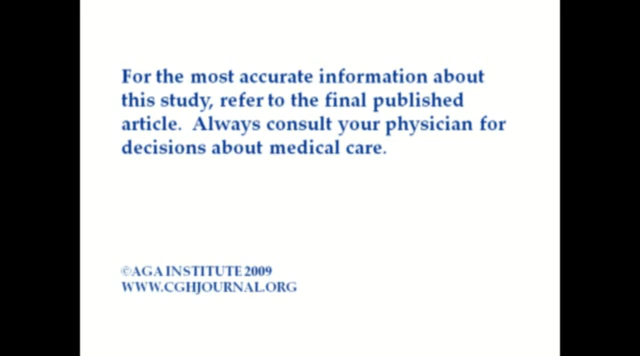 For the most accurate information about
this study, refer to the final published
article.  Always consult your physician for
decisions about medical care.
©AGA INSTITUTE 2009
WWW.CGHJOURNAL.ORG